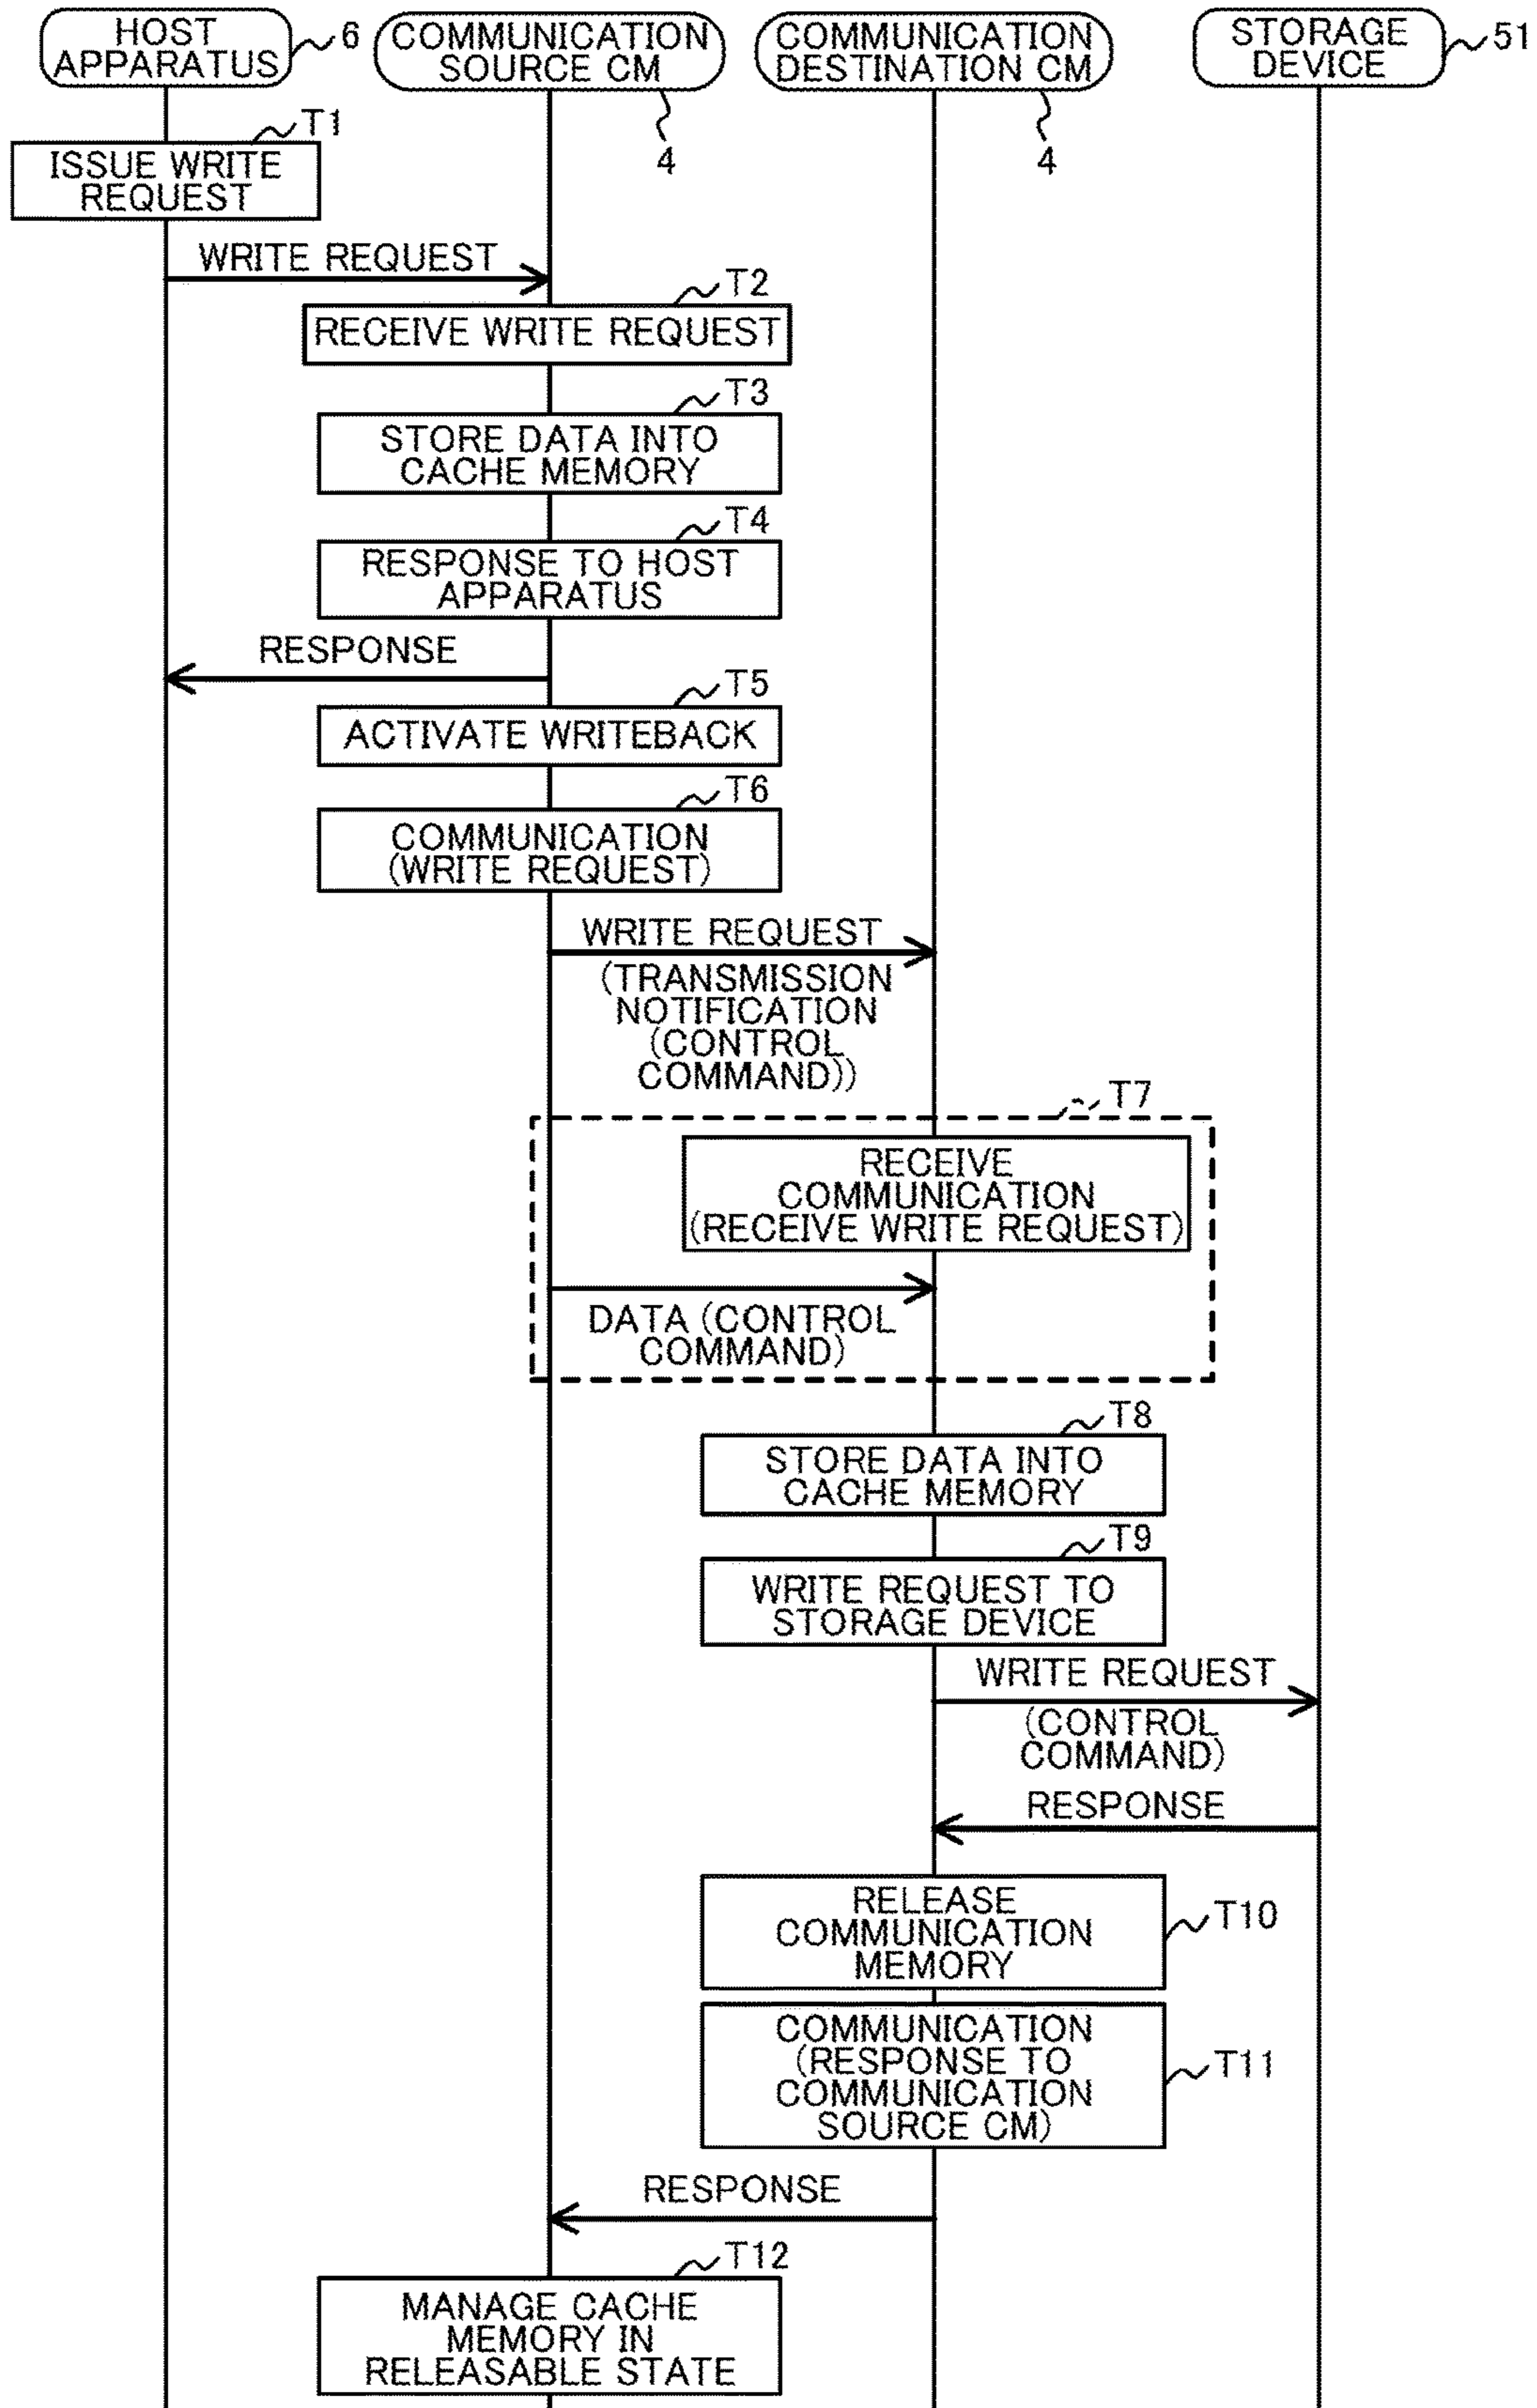 HOST
APPARATUS
6
COMMUNICATION
SOURCE CM
4
COMMUNICATION
DESTINATION CM
4
STORAGE
DEVICE
51
T1
ISSUE WRITE
REQUEST
WRITE REQUEST
T2
RECEIVE WRITE REQUEST
T3
STORE DATA INTO
CACHE MEMORY
T4
RESPONSE TO HOST
APPARATUS
RESPONSE
T5
ACTIVATE WRITEBACK
T6
COMMUNICATION
(WRITE REQUEST)
WRITE REQUEST
(TRANSMISSION
NOTIFICATION
(CONTROL
COMMAND))
T7
RECEIVE
COMMUNICATION
(RECEIVE WRITE REQUEST)
DATA (CONTROL
COMMAND)
T8
STORE DATA INTO
CACHE MEMORY
T9
WRITE REQUEST TO
STORAGE DEVICE
WRITE REQUEST
(CONTROL
COMMAND)
RESPONSE
RELEASE
COMMUNICATION
MEMORY
T10
COMMUNICATION
(RESPONSE TO
COMMUNICATION
SOURCE CM)
T11
RESPONSE
T12
MANAGE CACHE
MEMORY IN
RELEASABLE STATE